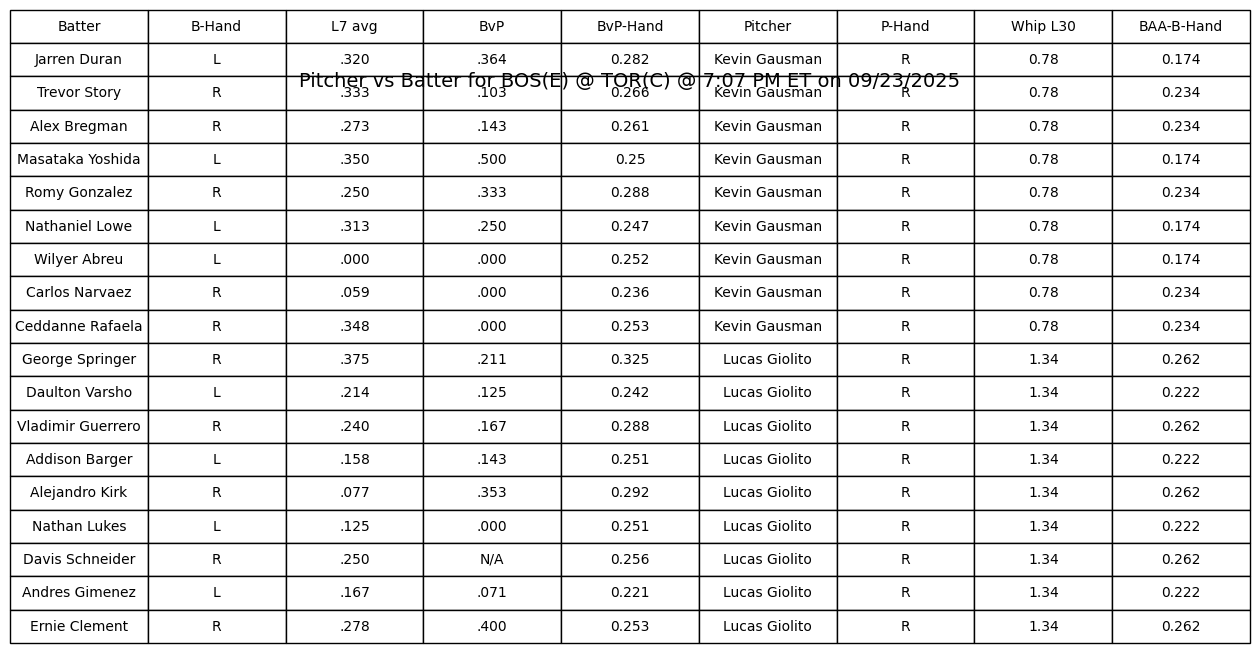 Batter B-Hand L7 avg BvP BvP-Hand Pitcher P-Hand Whip L30 BAA-B-Hand
Jarren Duran L .320 .364 0.282 Kevin Gausman R 0.78 0.174
Pitcher vs Batter for BOS(E) @ TOR(C) @ 7:07 PM ET on 09/23/2025
Trevor Story R .333 .103 0.266 Kevin Gausman R 0.78 0.234
Alex Bregman R .273 .143 0.261 Kevin Gausman R 0.78 0.234
Masataka Yoshida L .350 .500 0.25 Kevin Gausman R 0.78 0.174
Romy Gonzalez R .250 .333 0.288 Kevin Gausman R 0.78 0.234
Nathaniel Lowe L .313 .250 0.247 Kevin Gausman R 0.78 0.174
Wilyer Abreu L .000 .000 0.252 Kevin Gausman R 0.78 0.174
Carlos Narvaez R .059 .000 0.236 Kevin Gausman R 0.78 0.234
Ceddanne Rafaela R .348 .000 0.253 Kevin Gausman R 0.78 0.234
George Springer R .375 .211 0.325 Lucas Giolito R 1.34 0.262
Daulton Varsho L .214 .125 0.242 Lucas Giolito R 1.34 0.222
Vladimir Guerrero R .240 .167 0.288 Lucas Giolito R 1.34 0.262
Addison Barger L .158 .143 0.251 Lucas Giolito R 1.34 0.222
Alejandro Kirk R .077 .353 0.292 Lucas Giolito R 1.34 0.262
Nathan Lukes L .125 .000 0.251 Lucas Giolito R 1.34 0.222
Davis Schneider R .250 N/A 0.256 Lucas Giolito R 1.34 0.262
Andres Gimenez L .167 .071 0.221 Lucas Giolito R 1.34 0.222
Ernie Clement R .278 .400 0.253 Lucas Giolito R 1.34 0.262